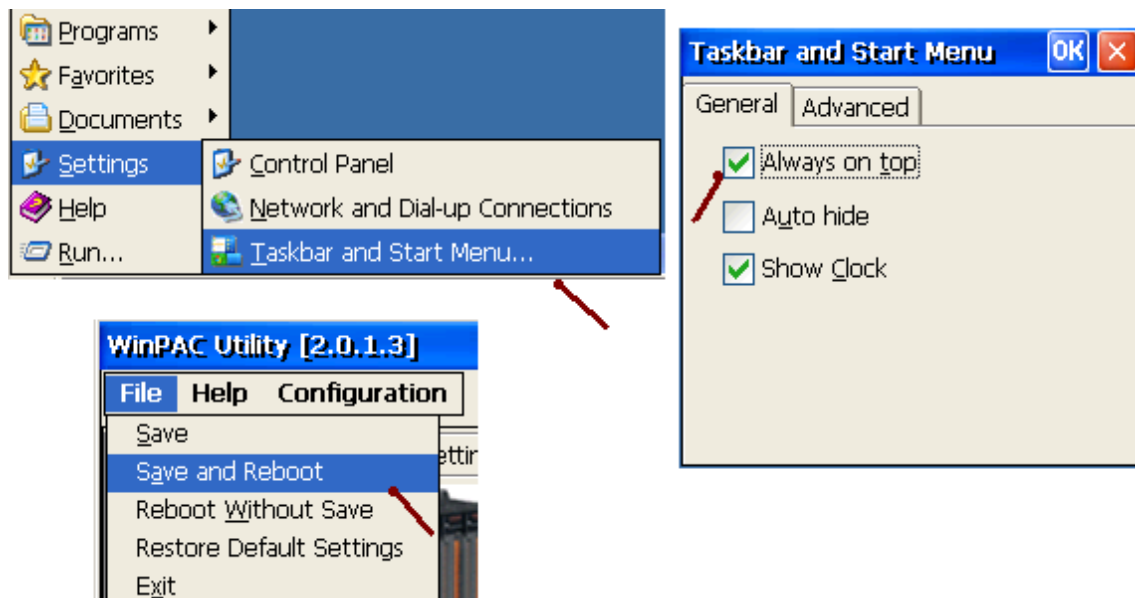 Programs
Favorites
Documents
Settings
Control Panel
Help
Network and Dial-up Connections
Run...
Taskbar and Start Menu...
Taskbar and Start Menu OK
General Advanced
Always on top
Auto hide
Show Clock
WinPAC Utility [2.0.1.3]
File Help Configuration
Save
Save and Reboot
Reboot Without Save
Restore Default Settings
Exit